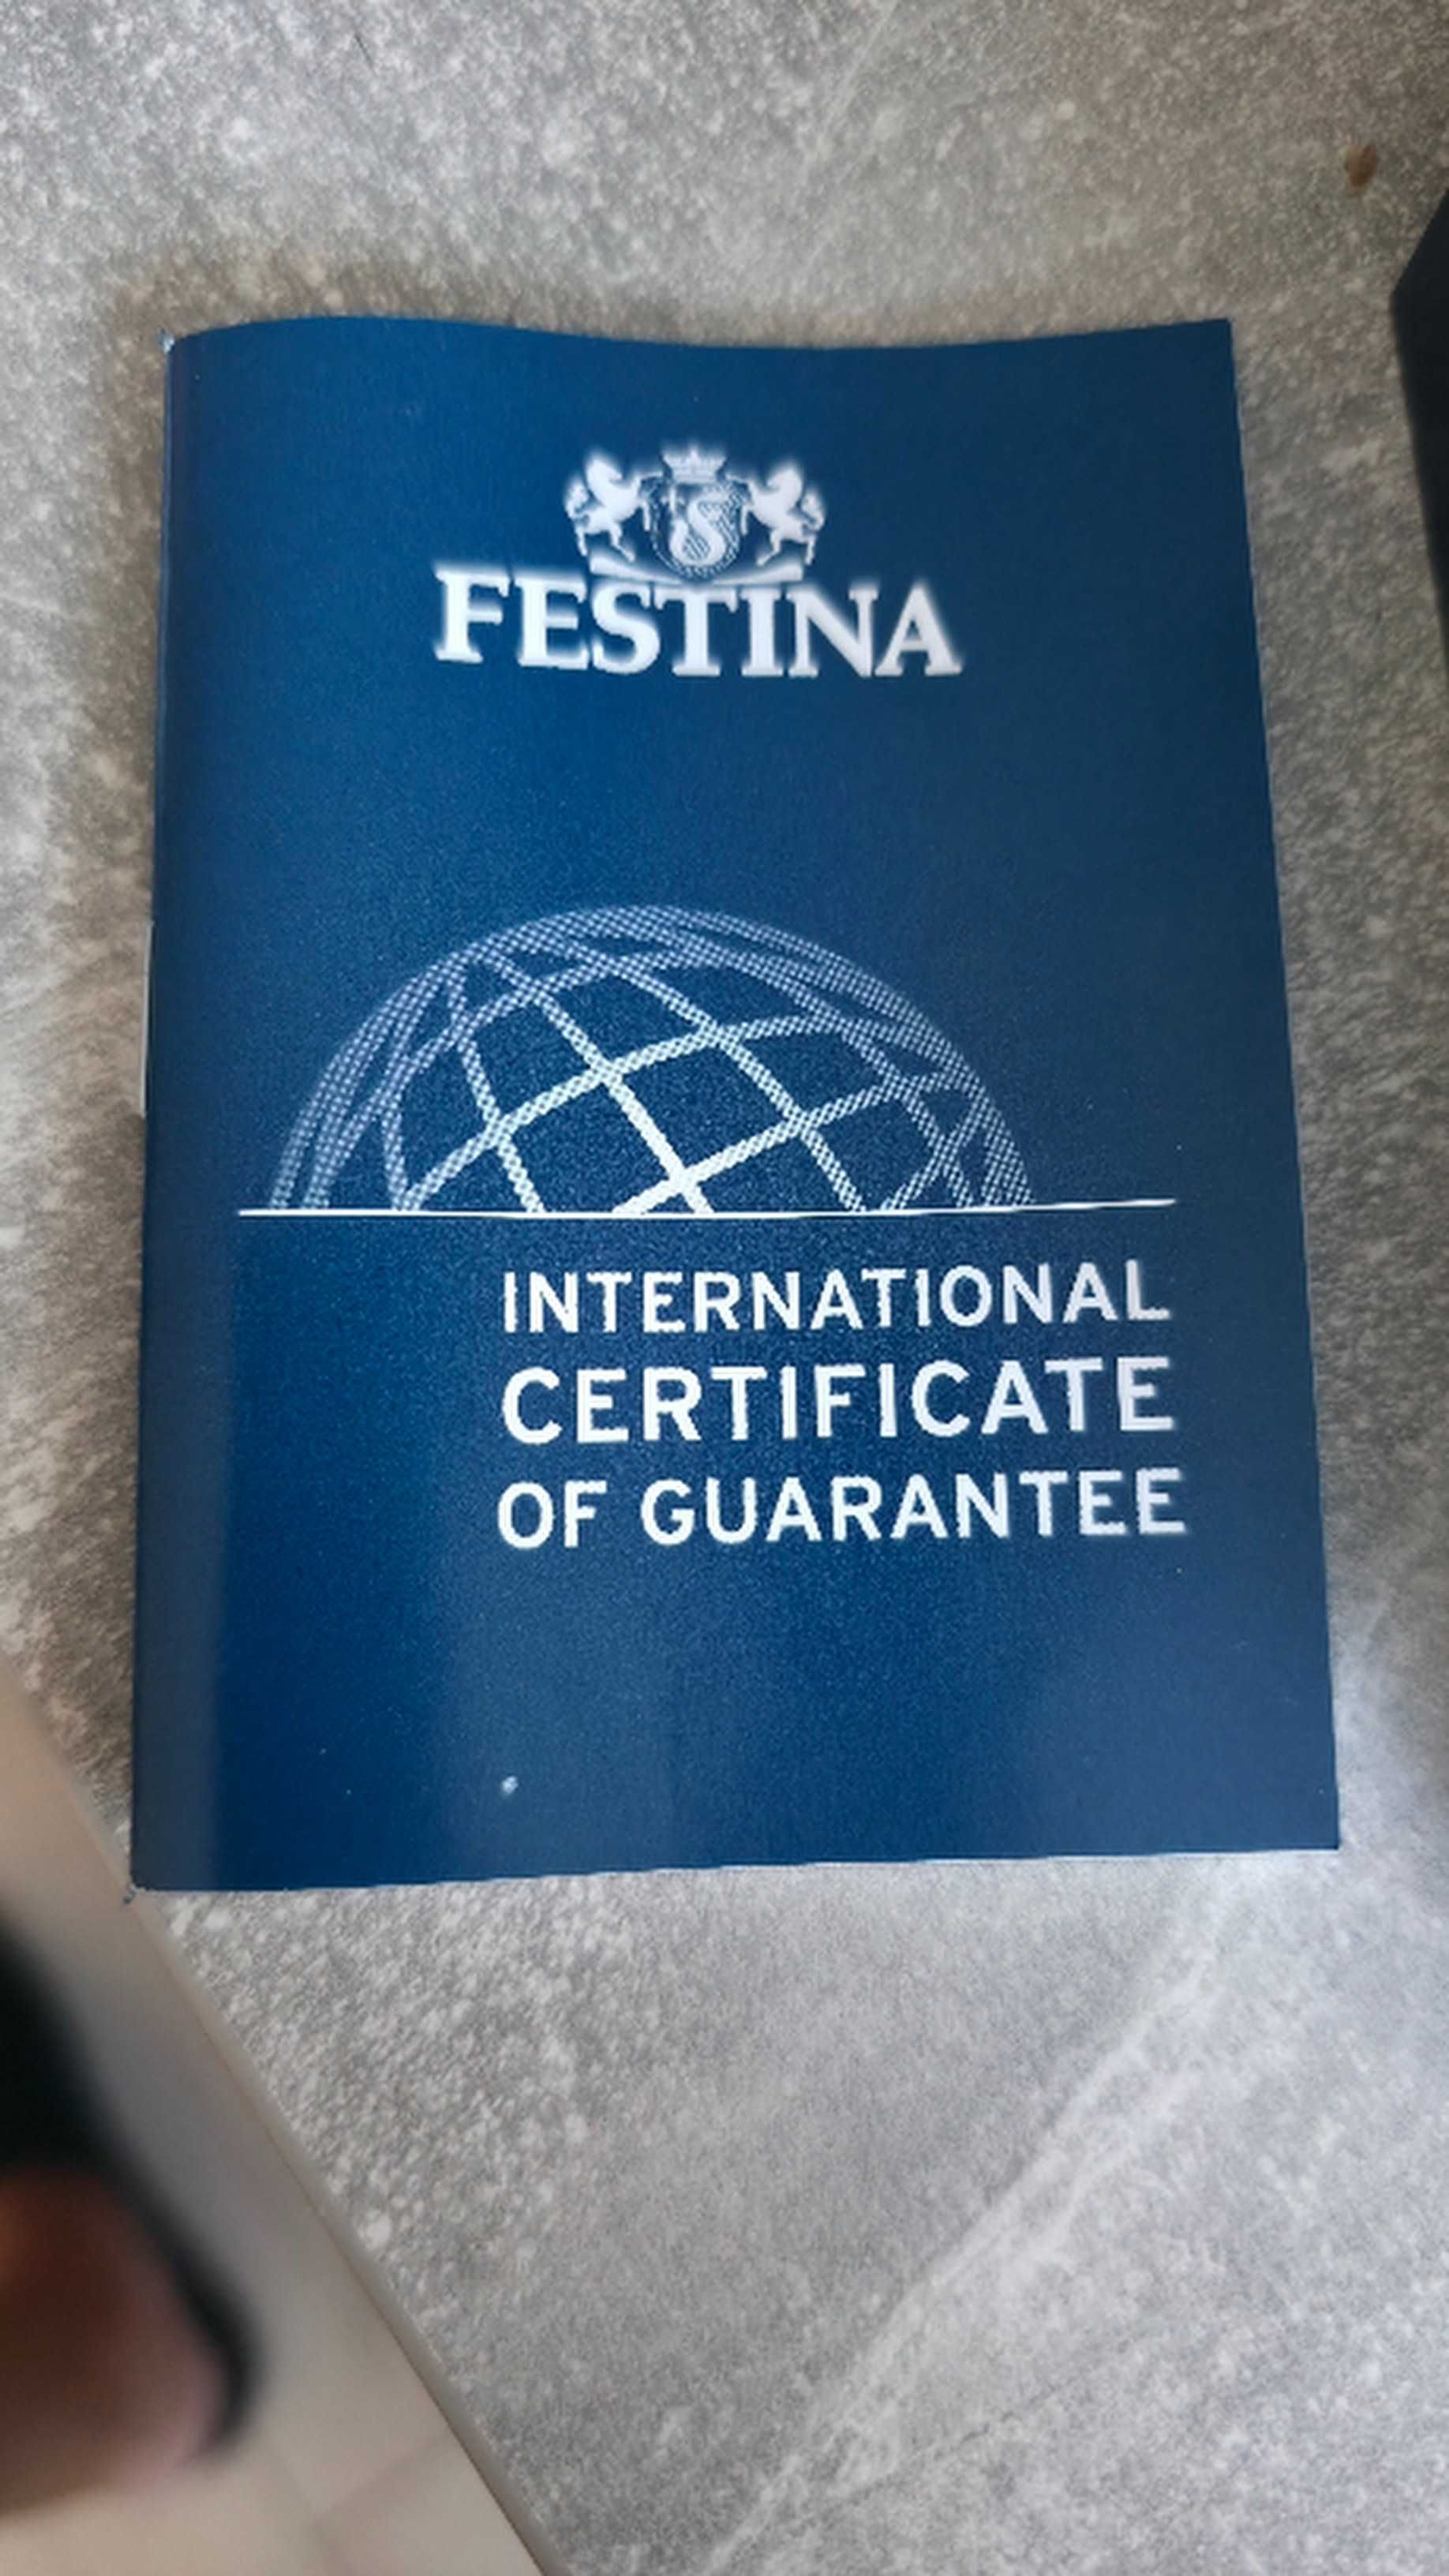 FESTINA
INTERNATIONAL
CERTIFICATE
OF GUARANTEE